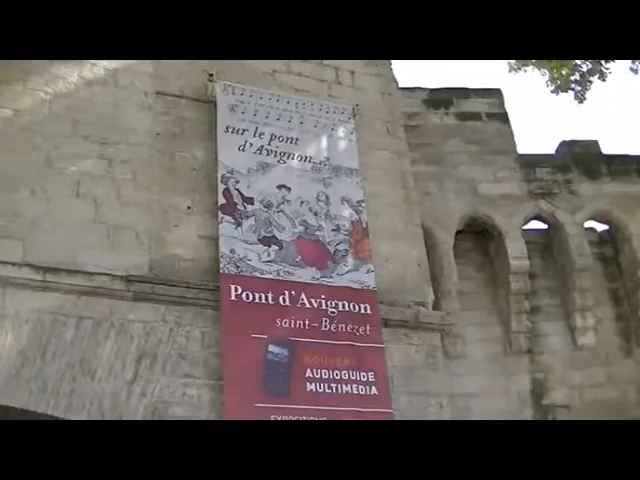 sur le pont
d'Avignon...
Pont d'Avignon
saint-Bénezet
NOUVEAU
AUDIOGUIDE
MULTIMEDIA